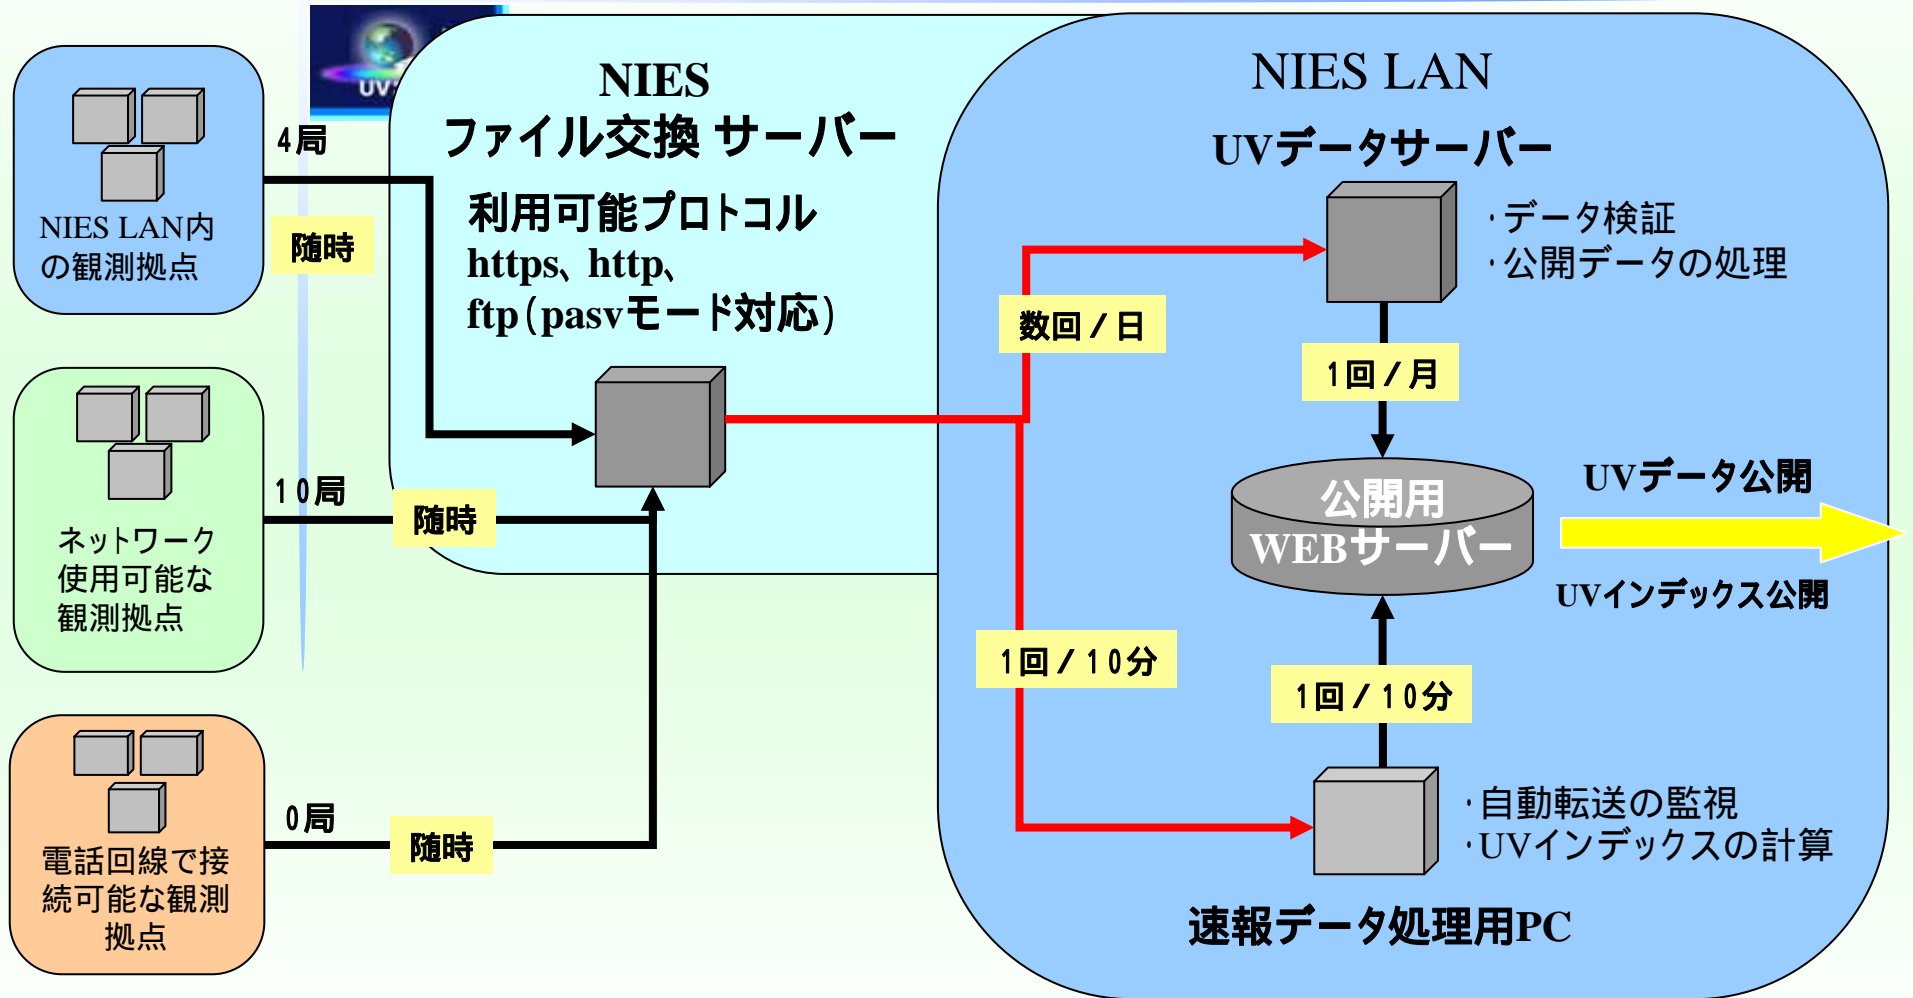 UV
NIES
ファイル交換 サーバー
利用可能プロトコル
https、http、
ftp(pasvモード対応)
NIES LAN内
の観測拠点
4局
随時
ネットワーク
使用可能な
観測拠点
10局
随時
電話回線で接
続可能な観測
拠点
0局
随時
NIES LAN
UVデータサーバー
・データ検証
・公開データの処理
数回/日
1回/月
公開用
WEBサーバー
UVデータ公開
UVインデックス公開
1回/10分
1回/10分
・自動転送の監視
・UVインデックスの計算
速報データ処理用PC